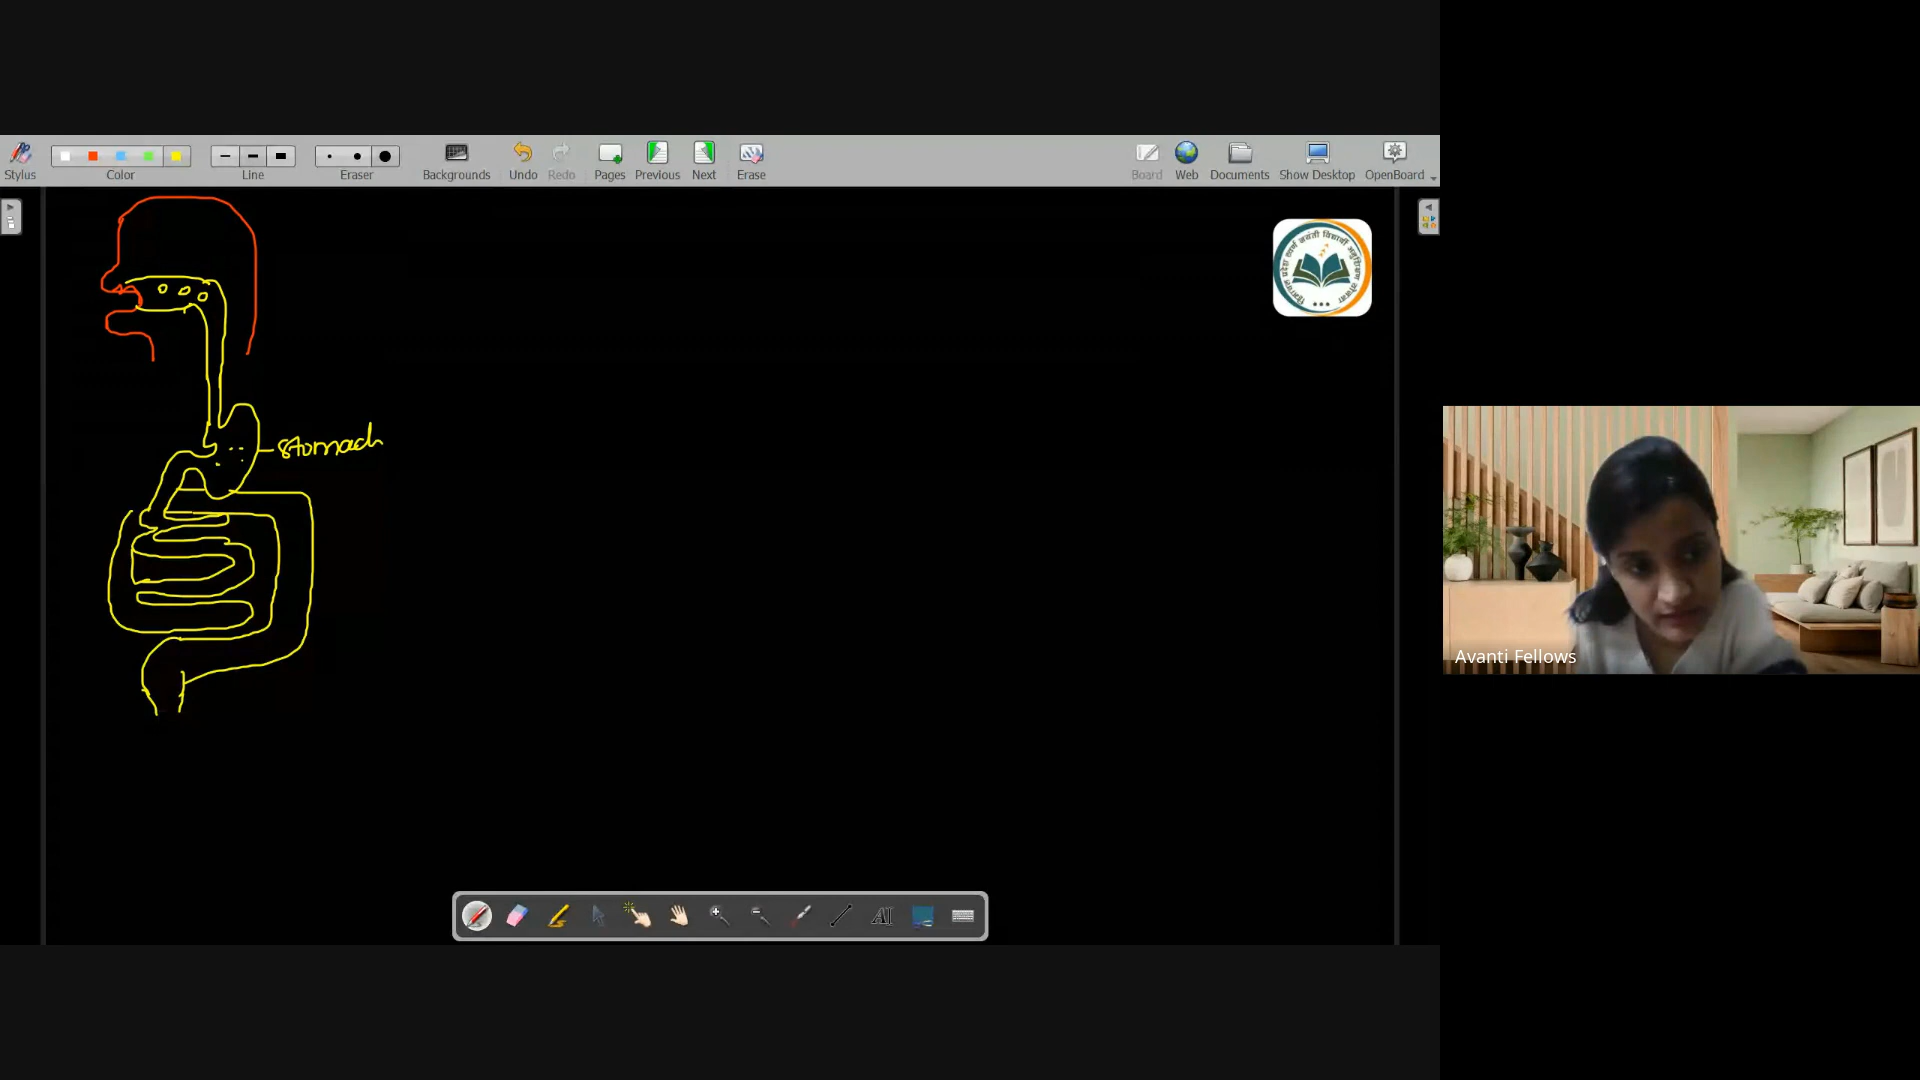 Stylus
Color
Line
Eraser
Backgrounds
Undo
Redo
Pages
Previous
Next
Erase
Board
Web
Documents
Show Desktop
OpenBoard
stomach
Avanti Fellows